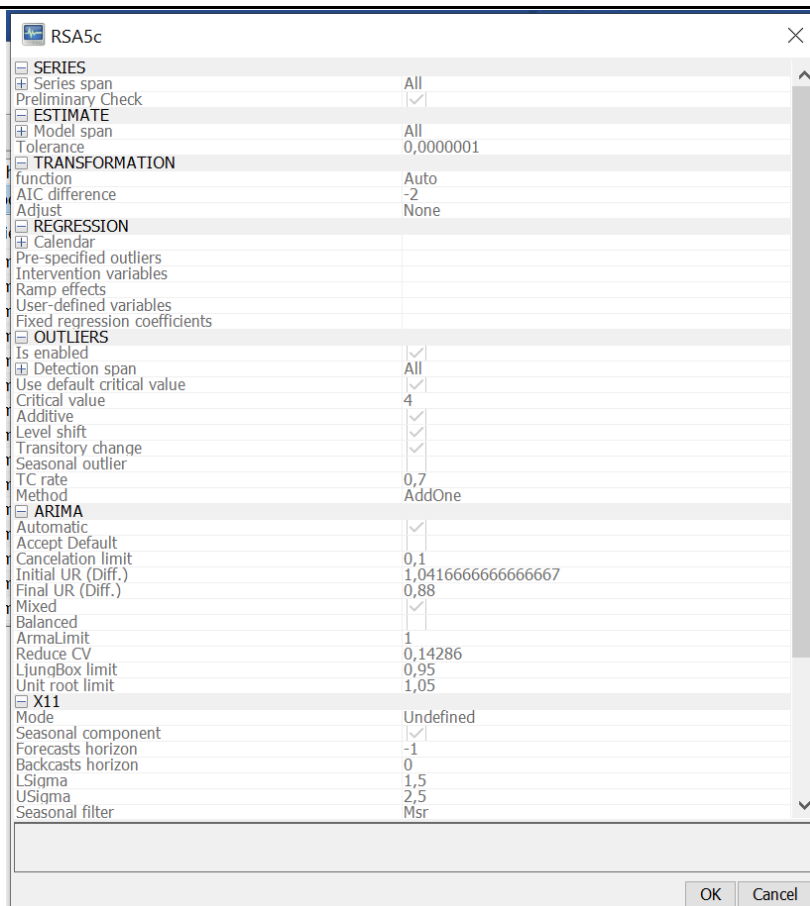 RSA5c
SERIES
Series span All
Preliminary Check
ESTIMATE
Model span All
Tolerance 0,0000001
TRANSFORMATION
function Auto
AIC difference -2
Adjust None
REGRESSION
Calendar
Pre-specified outliers
Intervention variables
Ramp effects
User-defined variables
Fixed regression coefficients
OUTLIERS
Is enabled
Detection span All
Use default critical value
Critical value 4
Additive
Level shift
Transitory change
Seasonal outlier
TC rate 0,7
Method AddOne
ARIMA
Automatic
Accept Default
Cancelation limit 0,1
Initial UR (Diff.) 1,0416666666666667
Final UR (Diff.) 0,88
Mixed
Balanced
ArmaLimit 1
Reduce CV 0,14286
LjungBox limit 0,95
Unit root limit 1,05
X11
Mode Undefined
Seasonal component
Forecasts horizon -1
Backcasts horizon 0
LSigma 1,5
USigma 2,5
Seasonal filter Msr
OK Cancel